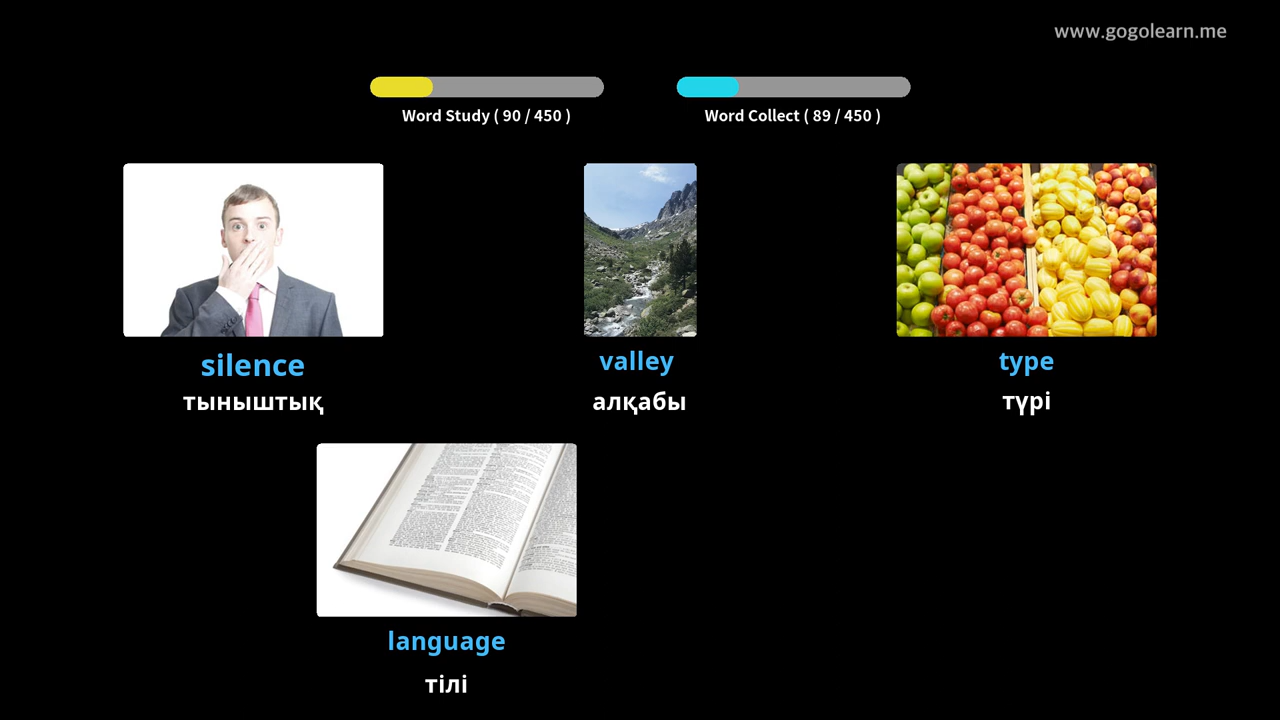 www.gogolearn.me
Word Study ( 90 / 450 )
Word Collect ( 89 / 450 )
silence
тыныштық
valley
алқабы
type
түрі
language
тілі